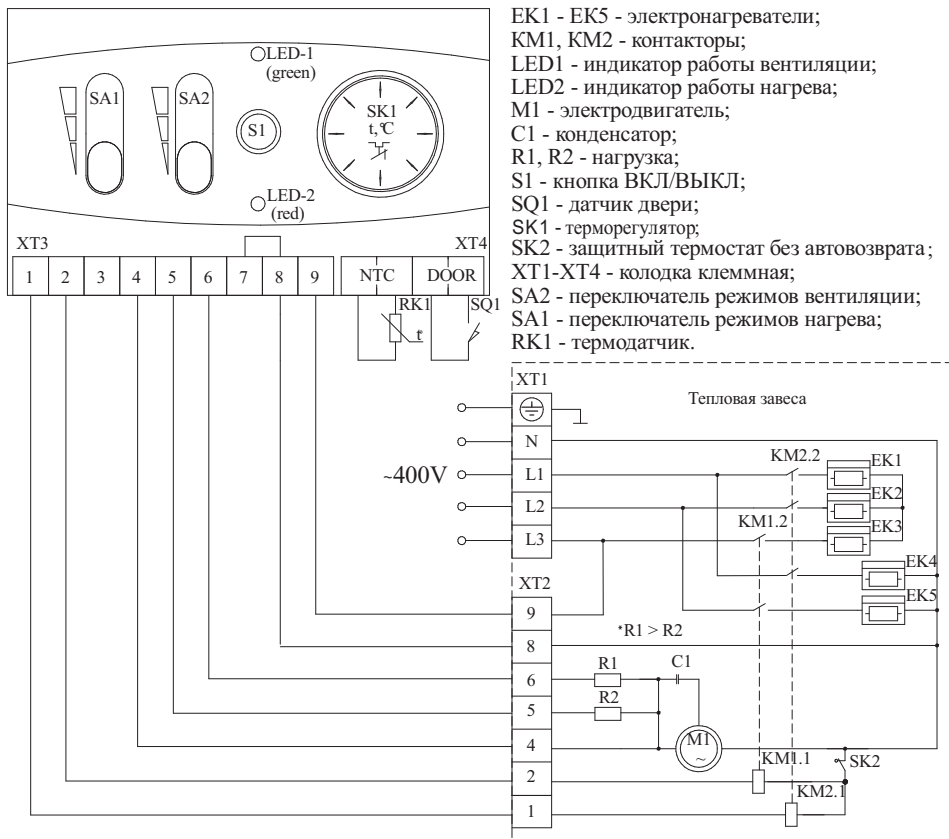 LED-1
(green)
SA1
SA2
S1
SK1
t,°C
LED-2
(red)
XT3
XT4
1 2 3 4 5 6 7 8 9
NTC
DOOR
RK1
t°
SQ1
EK1 - EK5 - электронагреватели;
КМ1, КМ2 - контакторы;
LED1 - индикатор работы вентиляции;
LED2 - индикатор работы нагрева;
М1 - электродвигатель;
С1 - конденсатор;
R1, R2 - нагрузка;
S1 - кнопка ВКЛ/ВЫКЛ;
SQ1 - датчик двери;
SK1 - терморегулятор;
SK2 - защитный термостат без автовозврата;
XT1-XT4 - колодка клеммная;
SA2 - переключатель режимов вентиляции;
SA1 - переключатель режимов нагрева;
RK1 - термодатчик.
XT1
Тепловая завеса
N
~400V
L1
L2
L3
KM2.2
KM1.2
EK1
EK2
EK3
EK4
EK5
XT2
9
8
6
5
4
2
1
*R1 > R2
R1
R2
C1
M1
~
KM1.1
SK2
KM2.1